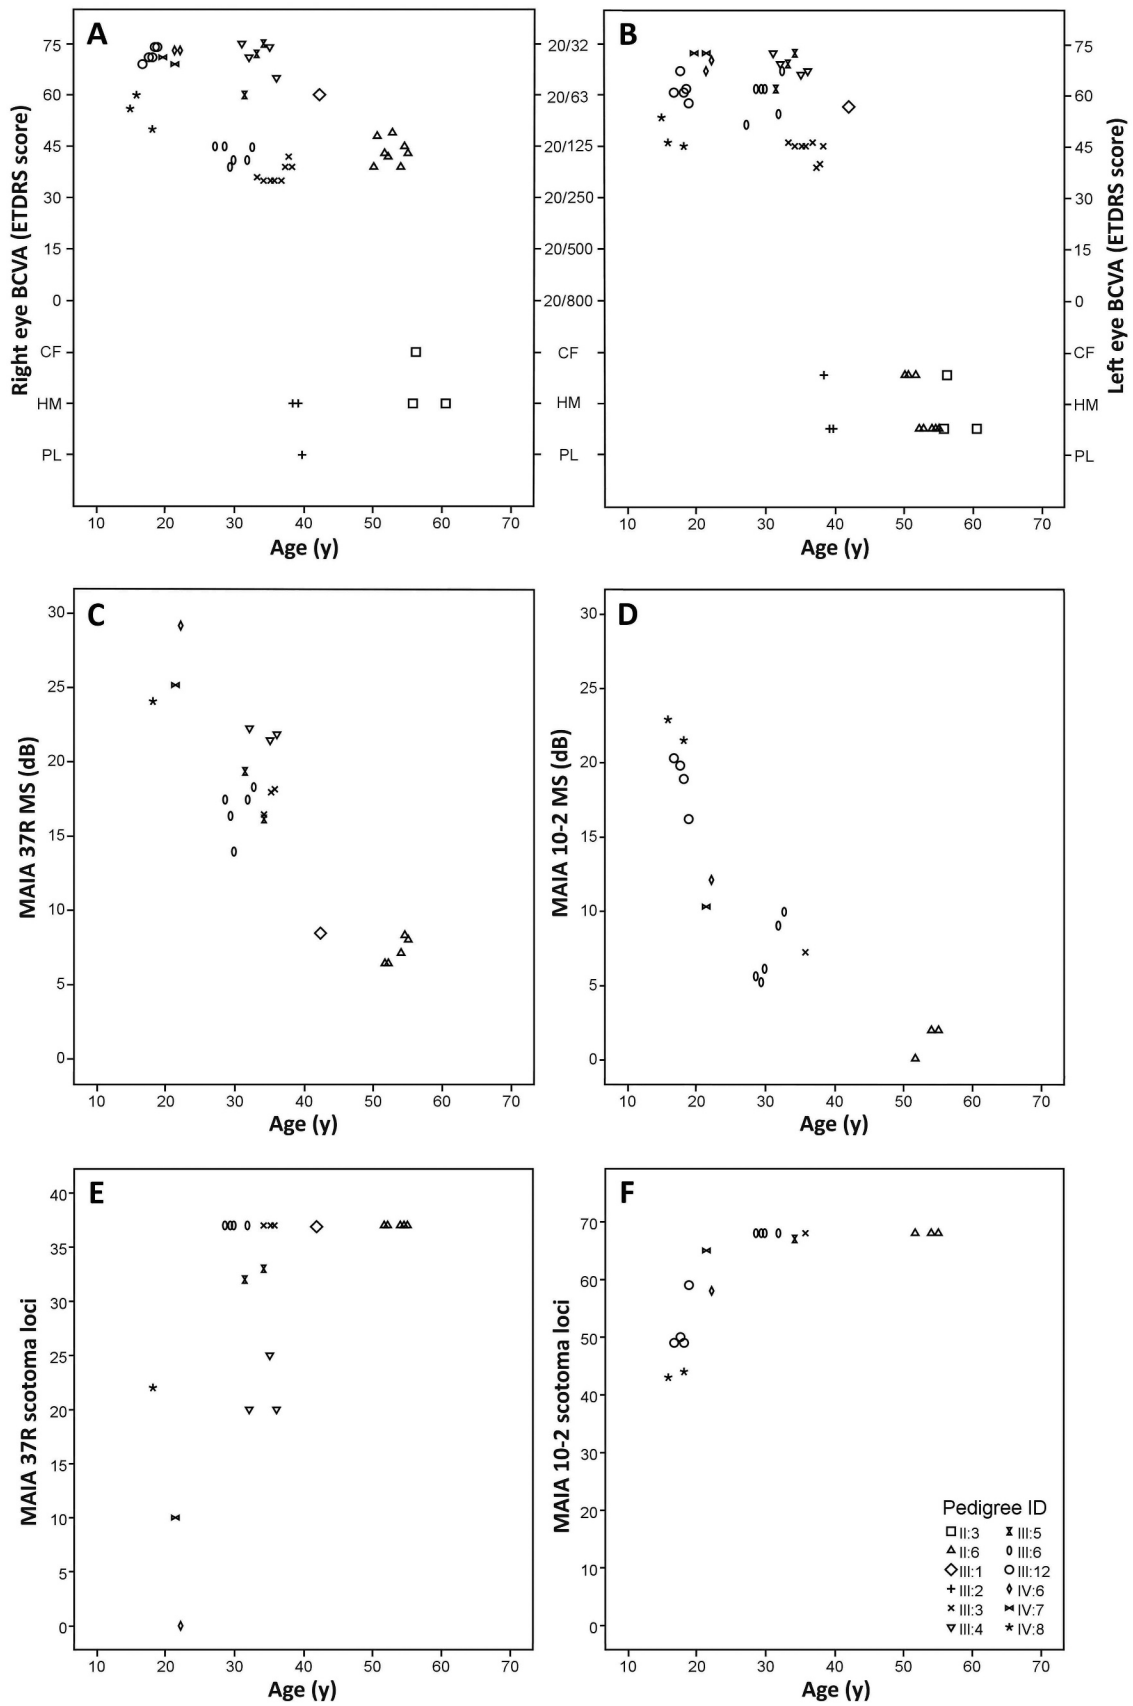 A
75
60
45
30
15
0
CF
HM
PL
Right eye BCVA (ETDRS score)
20/32
20/63
20/125
20/250
20/500
20/800
CF
HM
PL
10 20 30 40 50 60 70
Age (y)
B
75
60
45
30
15
0
CF
HM
PL
Left eye BCVA (ETDRS score)
10 20 30 40 50 60 70
Age (y)
C
30
25
20
15
10
5
0
MAIA 37R MS (dB)
10 20 30 40 50 60 70
Age (y)
D
30
25
20
15
10
5
0
MAIA 10-2 MS (dB)
10 20 30 40 50 60 70
Age (y)
E
40
35
30
25
20
15
10
5
0
MAIA 37R scotoma loci
10 20 30 40 50 60 70
Age (y)
F
70
60
50
40
30
20
10
0
MAIA 10-2 scotoma loci
10 20 30 40 50 60 70
Age (y)
Pedigree ID
II:3 III:5
II:6 III:6
III:1 III:12
III:2 IV:6
III:3 IV:7
III:4 IV:8